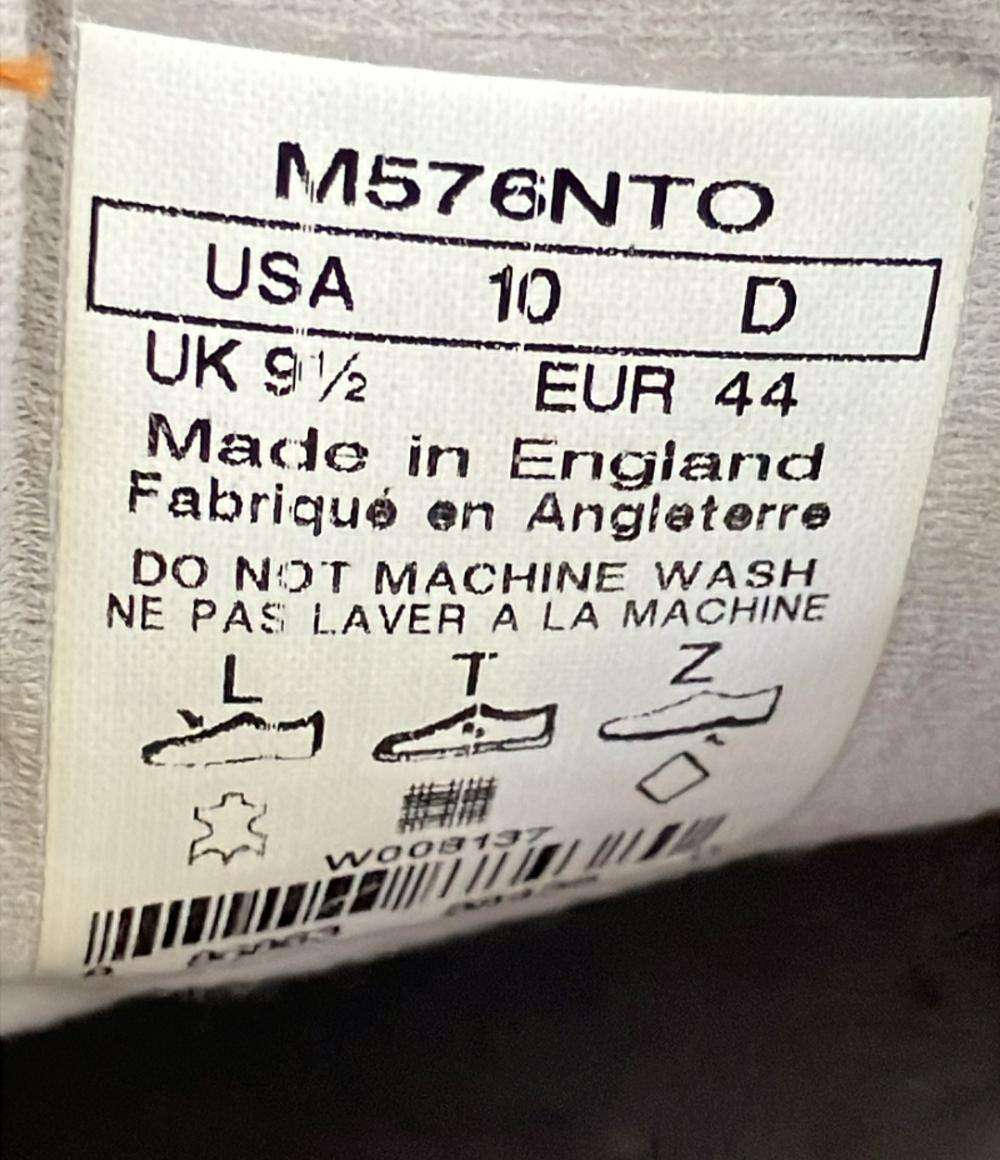 M576NTO
USA 10 D
UK 9½ EUR 44
Made in England
Fabriqué en Angleterre
DO NOT MACHINE WASH
NE PAS LAVER A LA MACHINE
L T Z
W008137